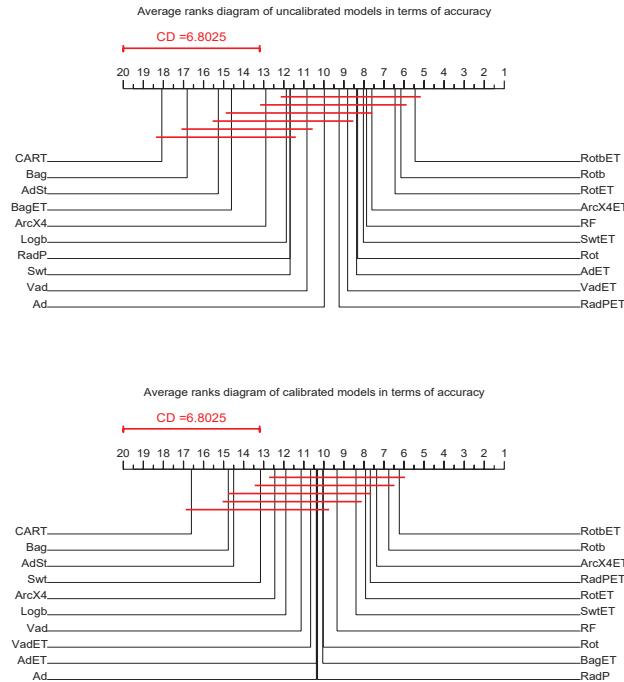 Average ranks diagram of uncalibrated models in terms of accuracy
CD =6.8025
20 19 18 17 16 15 14 13 12 11 10 9 8 7 6 5 4 3 2 1
CART RotbET
Bag Rotb
AdSt RotET
BagET ArcX4ET
ArcX4 RF
Logb SwtET
RadP Rot
Swt AdET
Vad VadET
Ad RadPET
Average ranks diagram of calibrated models in terms of accuracy
CD =6.8025
20 19 18 17 16 15 14 13 12 11 10 9 8 7 6 5 4 3 2 1
CART RotbET
Bag Rotb
AdSt ArcX4ET
Swt RadPET
ArcX4 RotET
Logb SwtET
Vad RF
VadET Rot
AdET BagET
Ad RadP